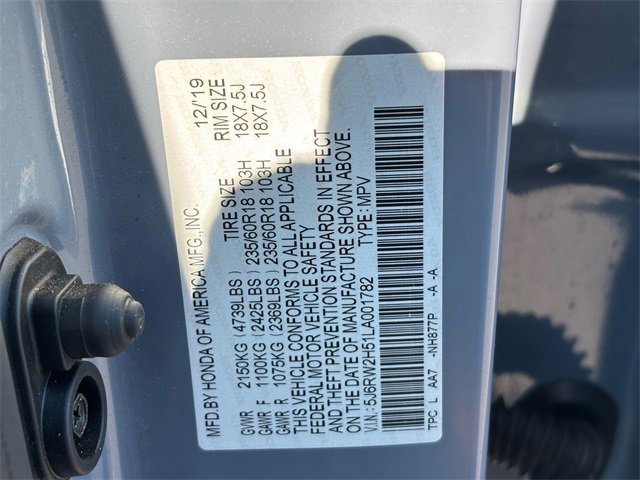 MFD.BY HONDA OF AMERICA MFG., INC. 12/'19
TIRE SIZE RIM SIZE
GVWR 2150KG ( 4739LBS )
GAWR F 1100KG ( 2425LBS ) 235/60R18 103H 18X7.5J
GAWR R 1075KG ( 2369LBS ) 235/60R18 103H 18X7.5J
THIS VEHICLE CONFORMS TO ALL APPLICABLE
FEDERAL MOTOR VEHICLE SAFETY
AND THEFT PREVENTION STANDARDS IN EFFECT
ON THE DATE OF MANUFACTURE SHOWN ABOVE.
V.I.N.: 5J6RW2H51LA001782 TYPE: MPV
TPC L AA7 -NH877P -A -A